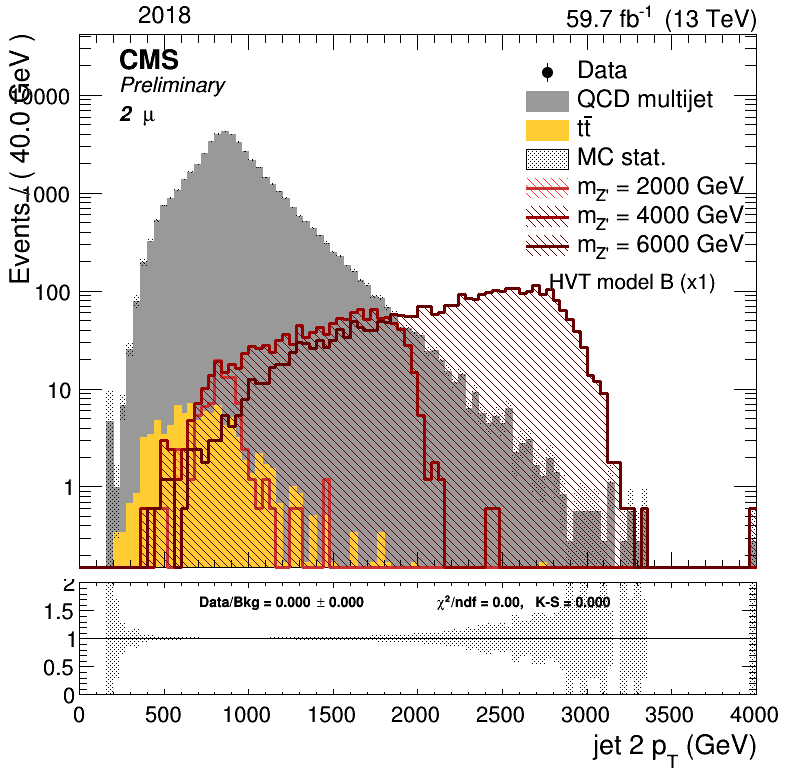 2018
59.7 fb⁻¹ (13 TeV)
CMS
Preliminary
2 μ
Data
QCD multijet
tt̄
MC stat.
m_Z' = 2000 GeV
m_Z' = 4000 GeV
m_Z' = 6000 GeV
HVT model B (x1)
Events / ( 40.0 GeV )
10000
1000
100
10
1
Data/Bkg = 0.000 ± 0.000
χ²/ndf = 0.00, K-S = 0.000
2
1.5
1
0.5
0
0 500 1000 1500 2000 2500 3000 3500 4000
jet 2 p_T (GeV)